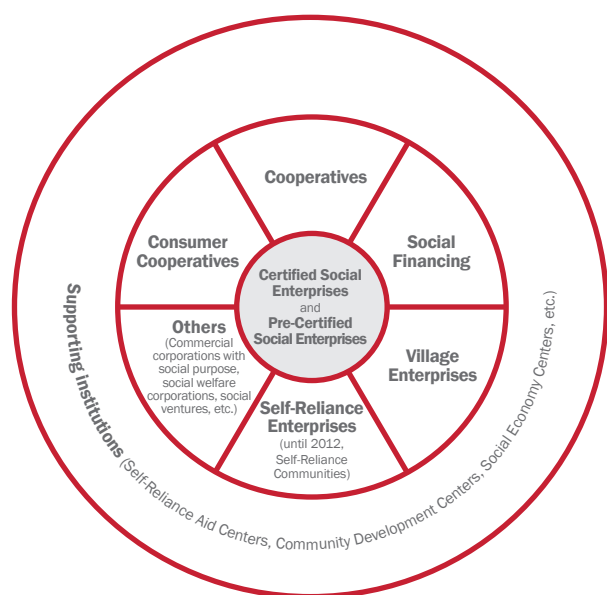 Cooperatives
Consumer
Cooperatives
Social
Financing
Certified Social
Enterprises
and
Pre-Certified
Social Enterprises
Others
(Commercial
corporations with
social purpose,
social welfare
corporations, social
ventures, etc.)
Village
Enterprises
Self-Reliance
Enterprises
(until 2012,
Self-Reliance
Communities)
Supporting institutions (Self-Reliance Aid Centers, Community Development Centers, Social Economy Centers, etc.)